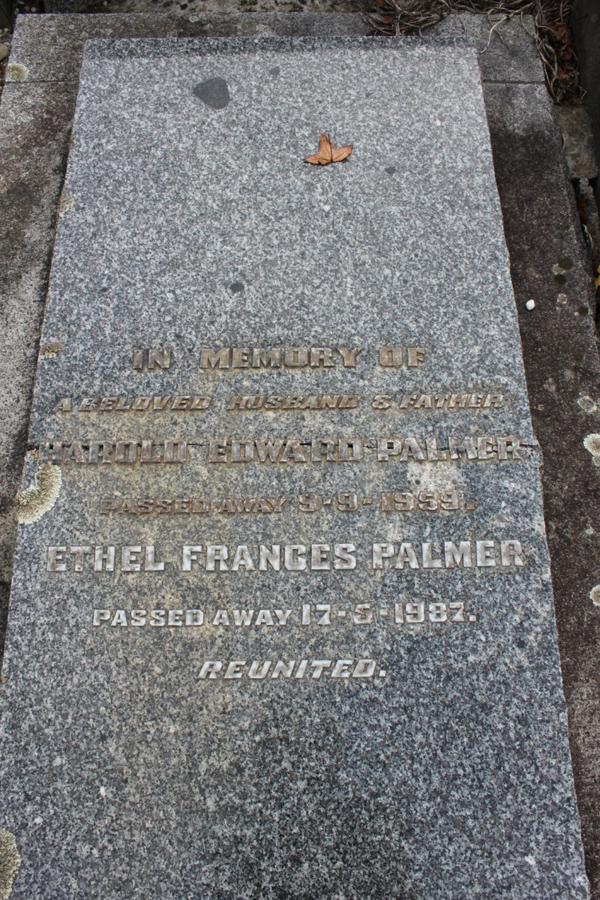 IN MEMORY OF
A BELOVED HUSBAND & FATHER
HAROLD EDWARD PALMER
PASSED AWAY 9-9-1959.
ETHEL FRANCES PALMER
PASSED AWAY 17-5-1987.
REUNITED.